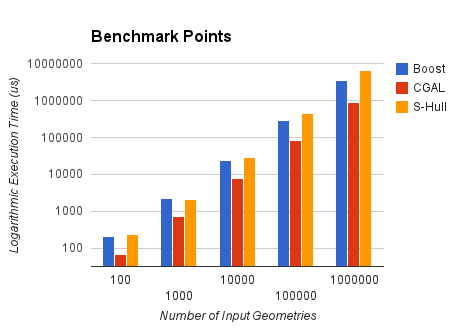 Benchmark Points
Logarithmic Execution Time (us)
10000000
1000000
100000
10000
1000
100
100
1000
10000
100000
1000000
Number of Input Geometries
Boost
CGAL
S-Hull